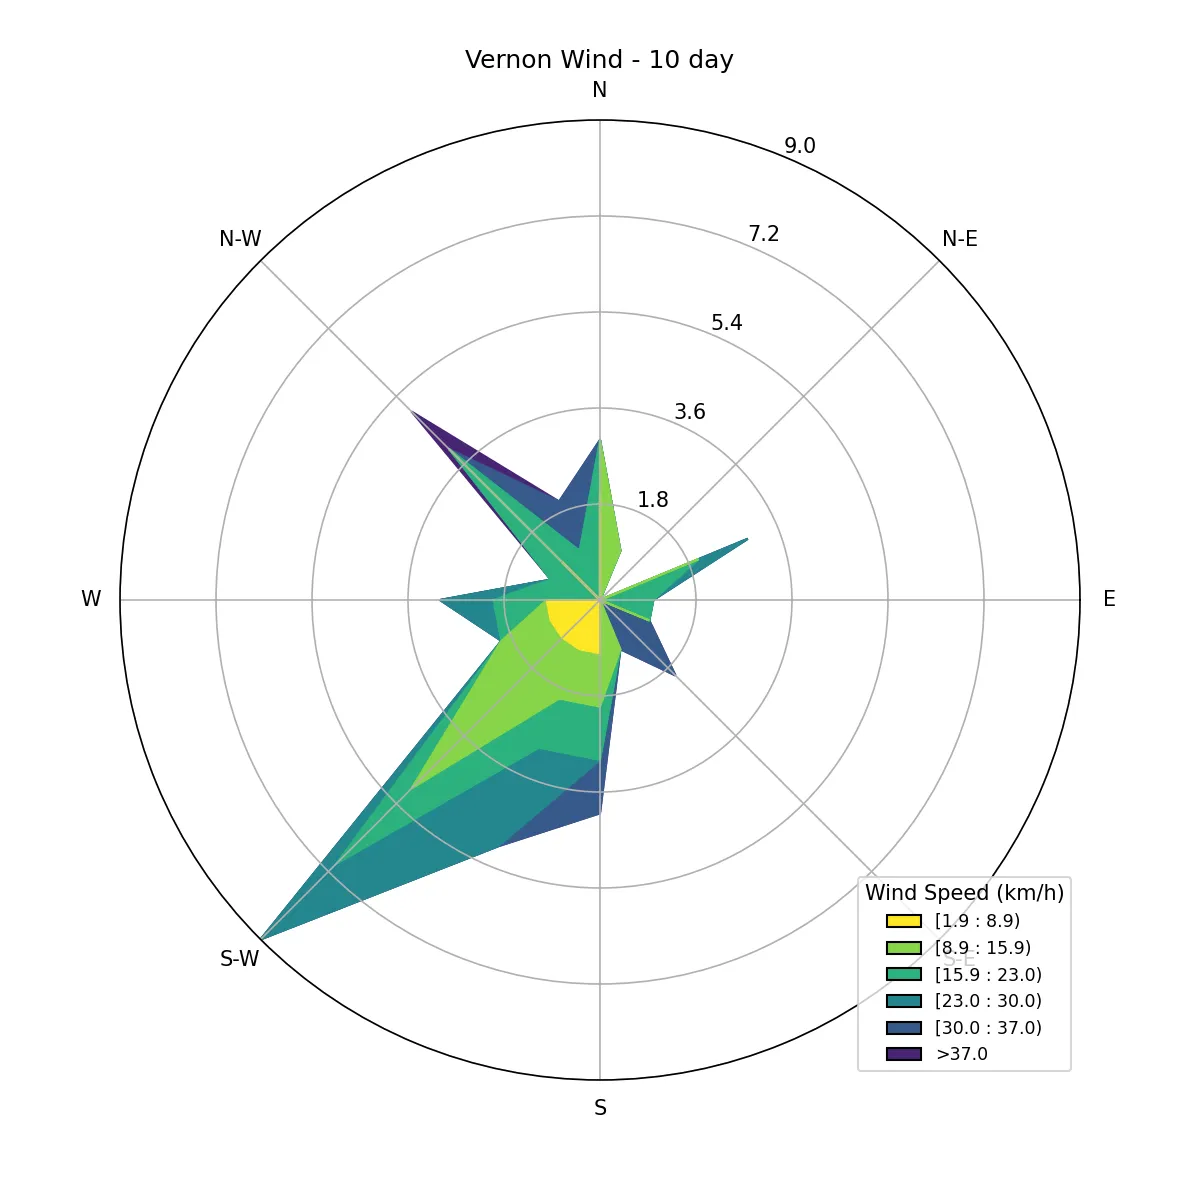 Vernon Wind - 10 day
N
9.0
N-W
7.2
N-E
5.4
3.6
1.8
W
E
S-W
S-E
Wind Speed (km/h)
[1.9 : 8.9)
[8.9 : 15.9)
[15.9 : 23.0)
[23.0 : 30.0)
[30.0 : 37.0)
>37.0
S